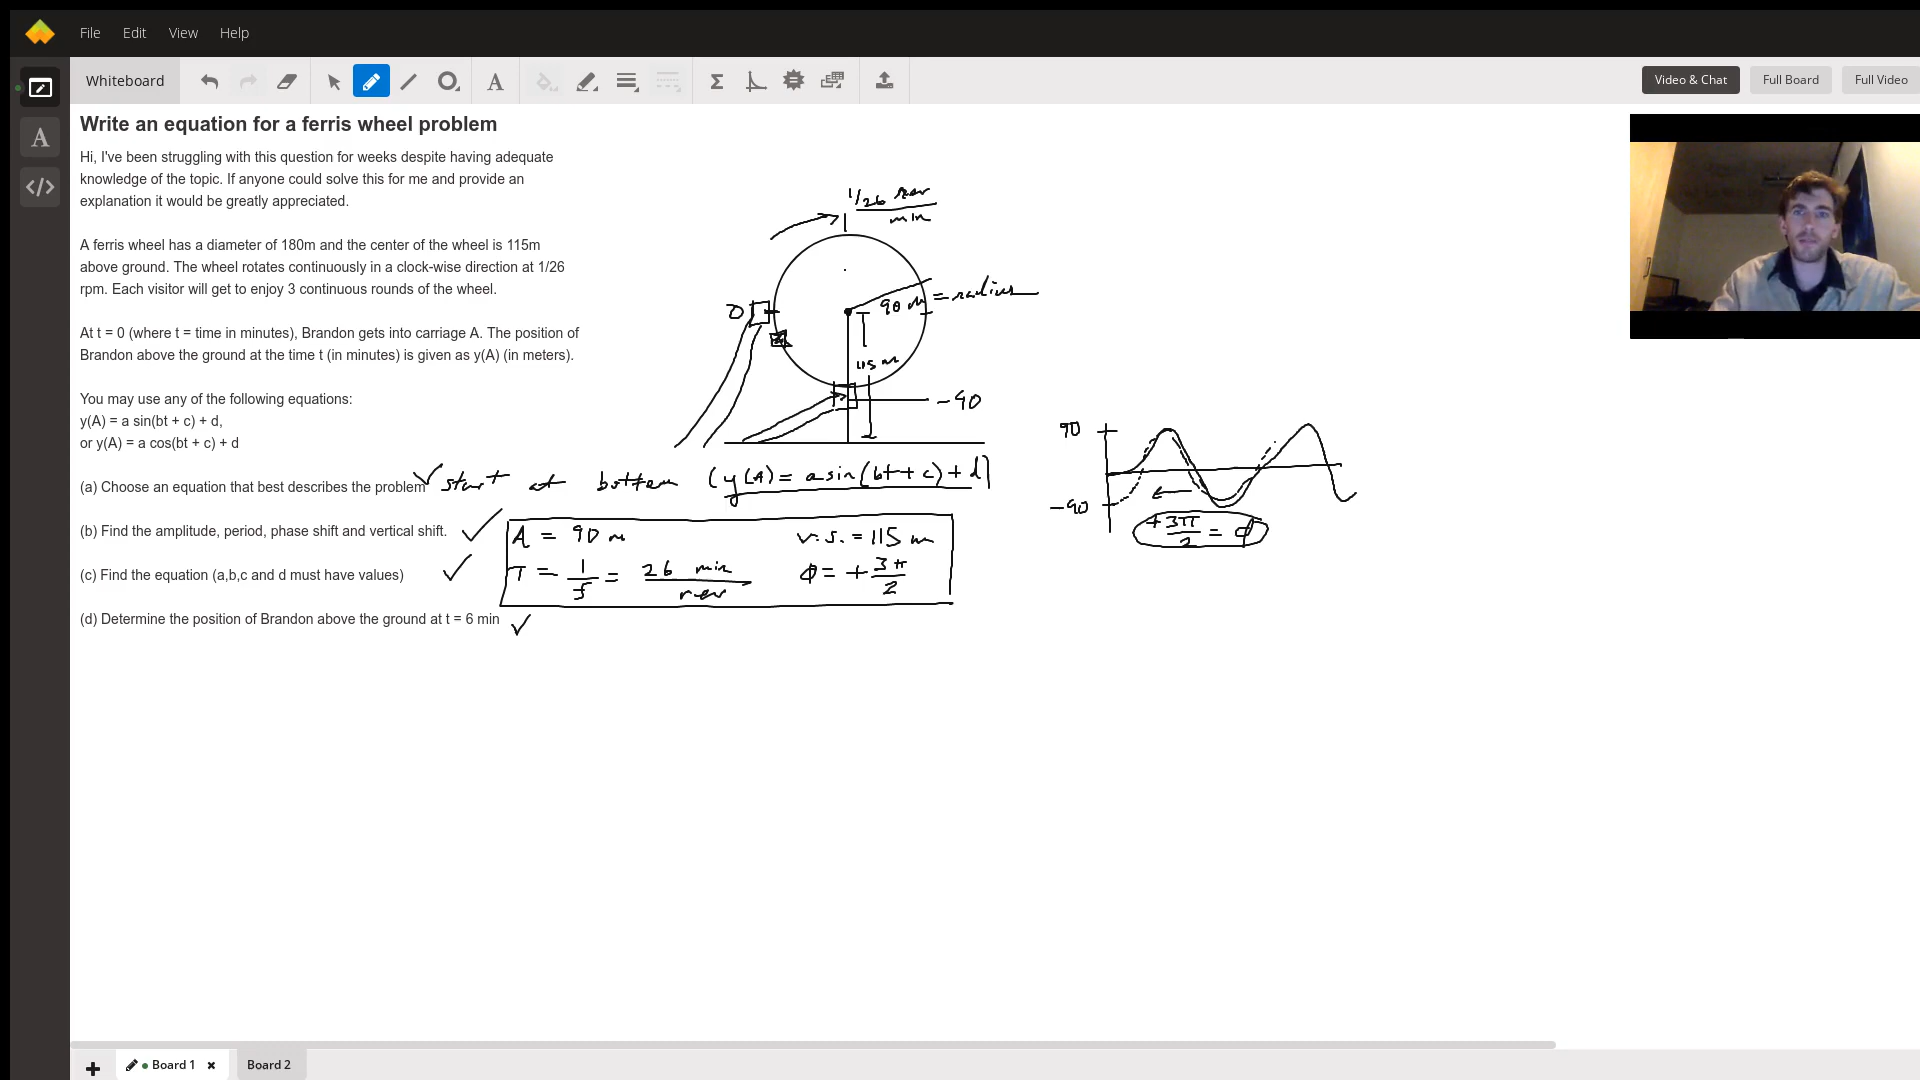 File Edit View Help
Whiteboard
Video & Chat Full Board Full Video
Write an equation for a ferris wheel problem
Hi, I've been struggling with this question for weeks despite having adequate
knowledge of the topic. If anyone could solve this for me and provide an
explanation it would be greatly appreciated.
A ferris wheel has a diameter of 180m and the center of the wheel is 115m
above ground. The wheel rotates continuously in a clock-wise direction at 1/26
rpm. Each visitor will get to enjoy 3 continuous rounds of the wheel.
At t = 0 (where t = time in minutes), Brandon gets into carriage A. The position of
Brandon above the ground at the time t (in minutes) is given as y(A) (in meters).
You may use any of the following equations:
y(A) = a sin(bt + c) + d,
or y(A) = a cos(bt + c) + d
(a) Choose an equation that best describes the problem
(b) Find the amplitude, period, phase shift and vertical shift.
(c) Find the equation (a,b,c and d must have values)
(d) Determine the position of Brandon above the ground at t = 6 min
1/26 rev
min
0
90 m = radius
115 m
-90
start at bottom (y(A) = a sin(bt + c) + d)
A = 90 m v.s. = 115 m
T = 1/f = 26 min/rev φ = + 3π/2
90
-90
+ 3π/2 = φ
Board 1 Board 2